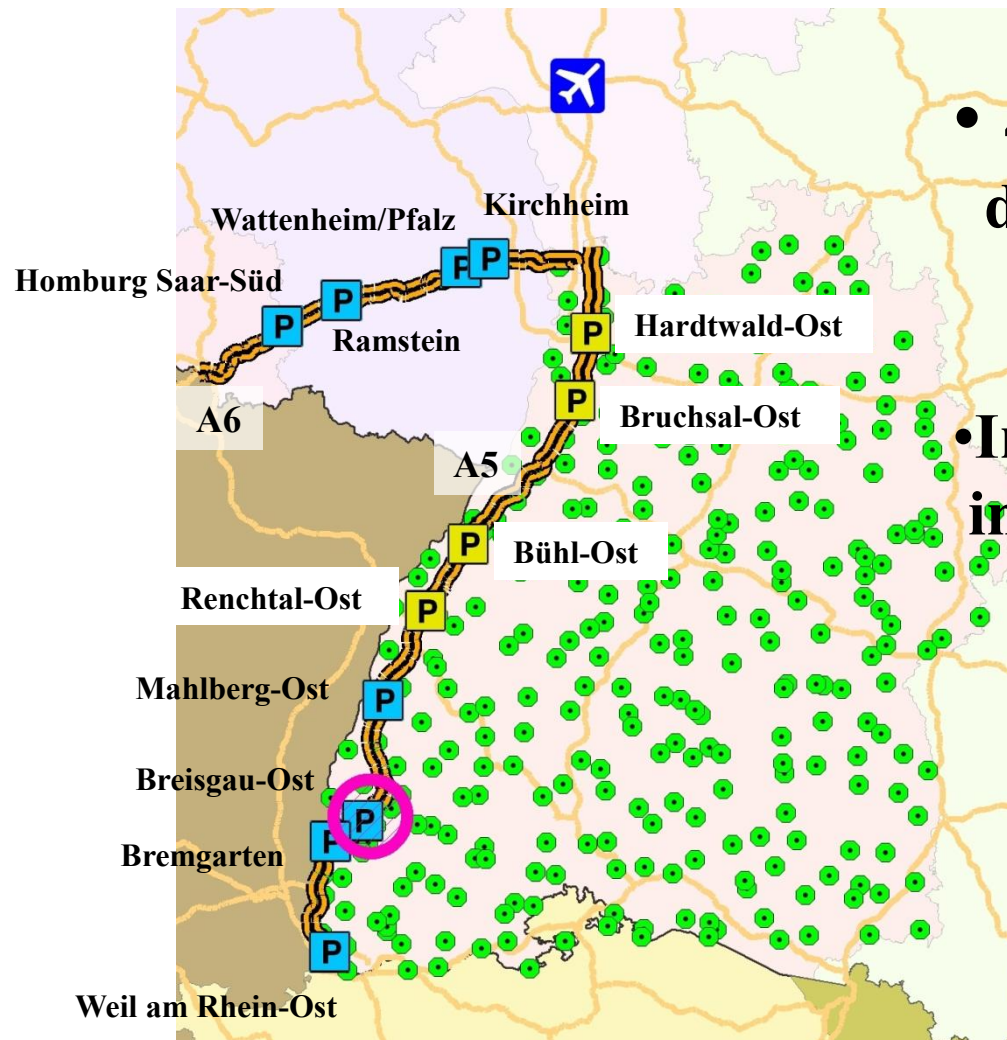 Kirchheim
Wattenheim/Pfalz
Homburg Saar-Süd
P
P
P
P
Ramstein
P
Hardtwald-Ost
P
Bruchsal-Ost
A6
A5
P
Bühl-Ost
Renchtal-Ost
P
Mahlberg-Ost
P
Breisgau-Ost
P
Bremgarten
P
P
Weil am Rhein-Ost
•
d
•
in